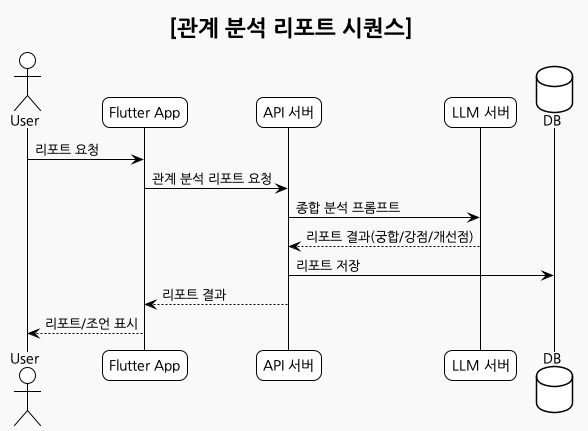 [관계 분석 리포트 시퀀스]
User
Flutter App
API 서버
LLM 서버
DB
리포트 요청
관계 분석 리포트 요청
종합 분석 프롬프트
리포트 결과(궁합/강점/개선점)
리포트 저장
리포트 결과
리포트/조언 표시
User
Flutter App
API 서버
LLM 서버
DB